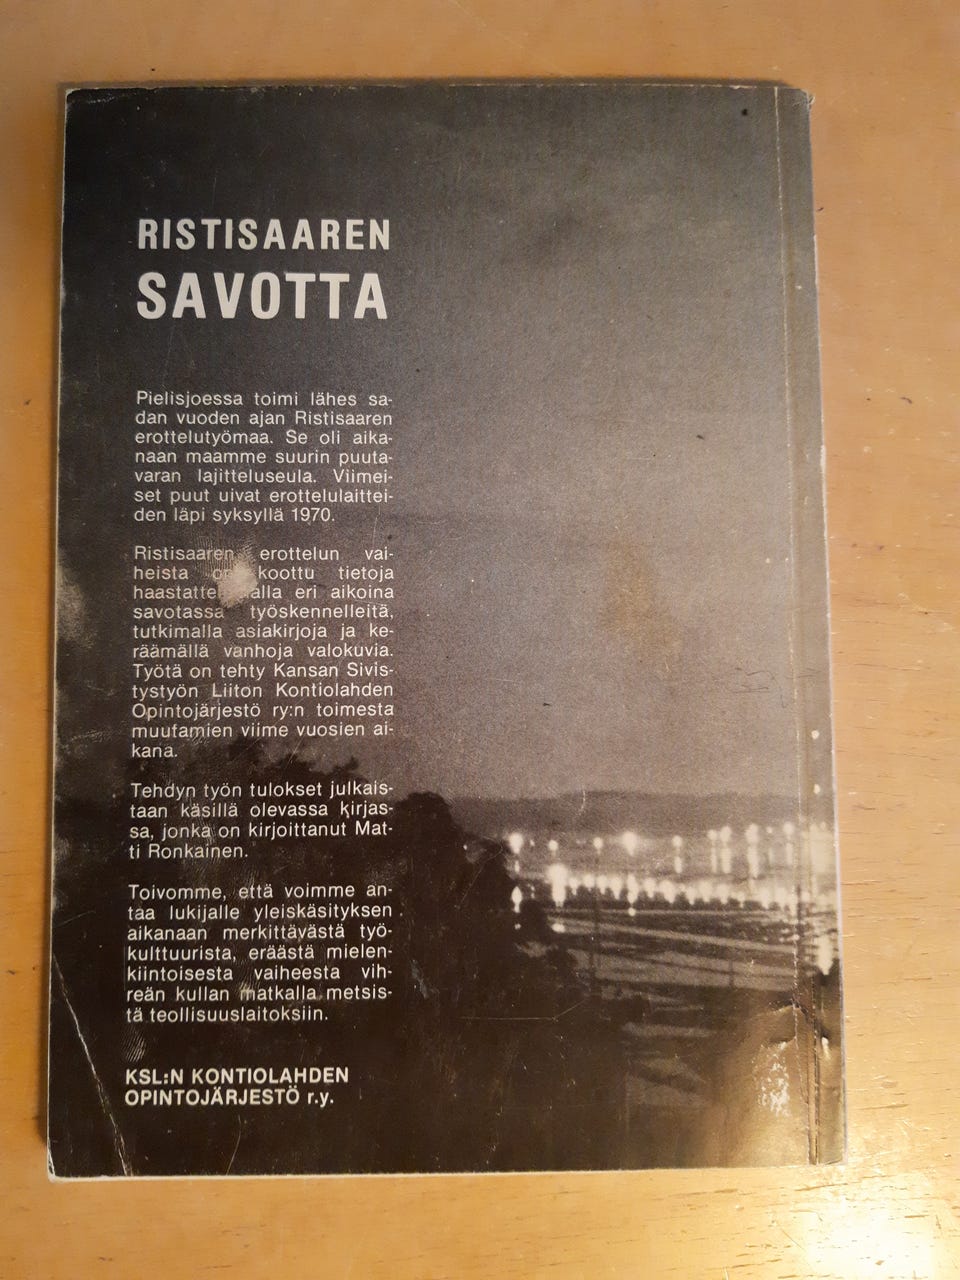 RISTISAAREN
SAVOTTA
Pielisjoessa toimi lähes sa-
dan vuoden ajan Ristisaaren
erottelutyömaa. Se oli aika-
naan maamme suurin puuta-
varan lajitteluseula. Viimei-
set puut uivat erottelulaittei-
den läpi syksyllä 1970.
Ristisaaren erottelun vai-
heista on koottu tietoja
haastattelemalla eri aikoina
savotassa työskennelleitä,
tutkimalla asiakirjoja ja ke-
räämällä vanhoja valokuvia.
Työtä on tehty Kansan Sivis-
tystyön Liiton Kontiolahden
Opintojärjestö ry:n toimesta
muutamien viime vuosien ai-
kana.
Tehdyn työn tulokset julkais-
taan käsillä olevassa kirjas-
sa, jonka on kirjoittanut Mat-
ti Ronkainen.
Toivomme, että voimme an-
taa lukijalle yleiskäsityksen
aikanaan merkittävästä työ-
kulttuurista, eräästä mielen-
kiintoisesta vaiheesta vih-
reän kullan matkalla metsis-
tä teollisuuslaitoksiin.
KSL:N KONTIOLAHDEN
OPINTOJÄRJESTÖ r.y.